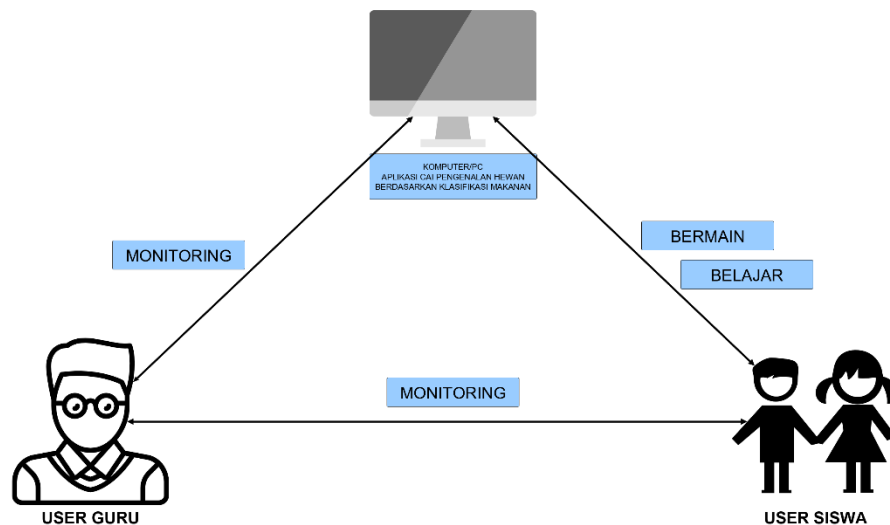 KOMPUTER/PC
APLIKASI CAI PENGENALAN HEWAN
BERDASARKAN KLASIFIKASI MAKANAN
BERMAIN
MONITORING
BELAJAR
MONITORING
USER GURU
USER SISWA